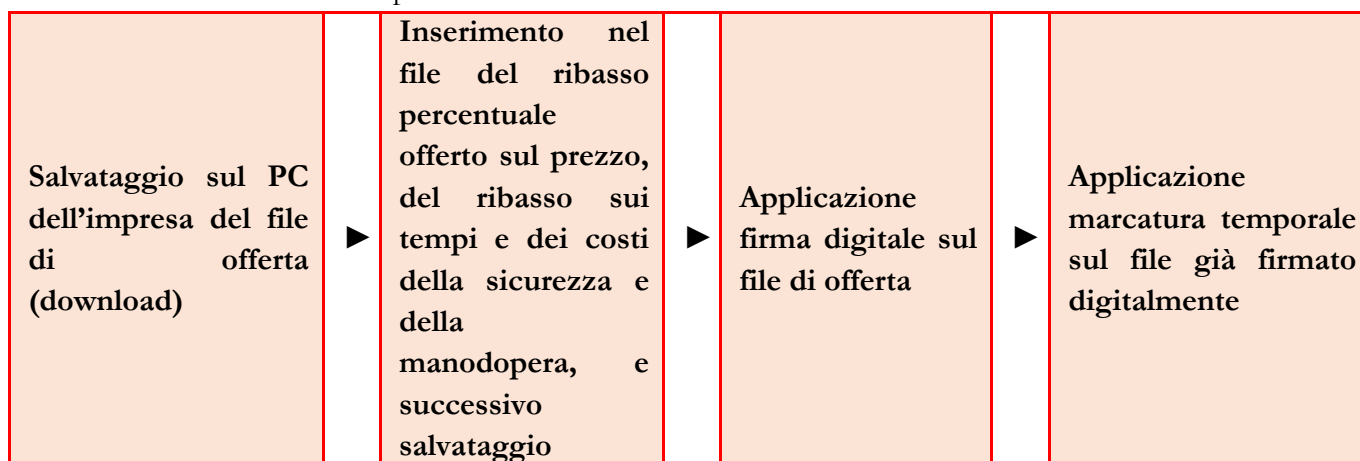 Salvataggio sul PC
dell'impresa del file
di offerta
(download)
►
Inserimento nel
file del ribasso
percentuale
offerto sul prezzo,
del ribasso sui
tempi e dei costi
della sicurezza e
della
manodopera, e
successivo
salvataggio
►
Applicazione
firma digitale sul
file di offerta
►
Applicazione
marcatura temporale
sul file già firmato
digitalmente